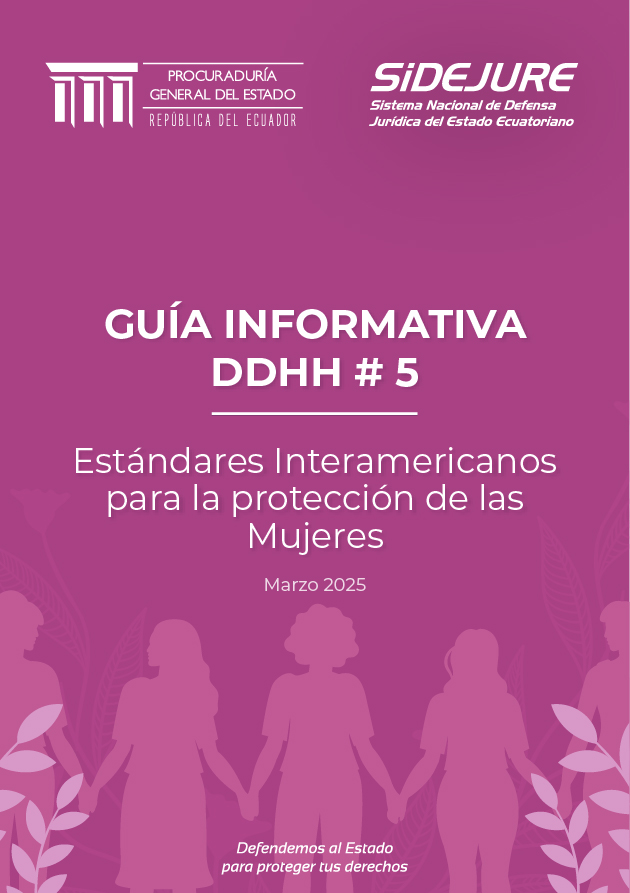 PROCURADURÍA
GENERAL DEL ESTADO
REPÚBLICA DEL ECUADOR
SiDEJURE
Sistema Nacional de Defensa
Jurídica del Estado Ecuatoriano
GUÍA INFORMATIVA
DDHH # 5
Estándares Interamericanos
para la protección de las
Mujeres
Marzo 2025
Defendemos al Estado
para proteger tus derechos